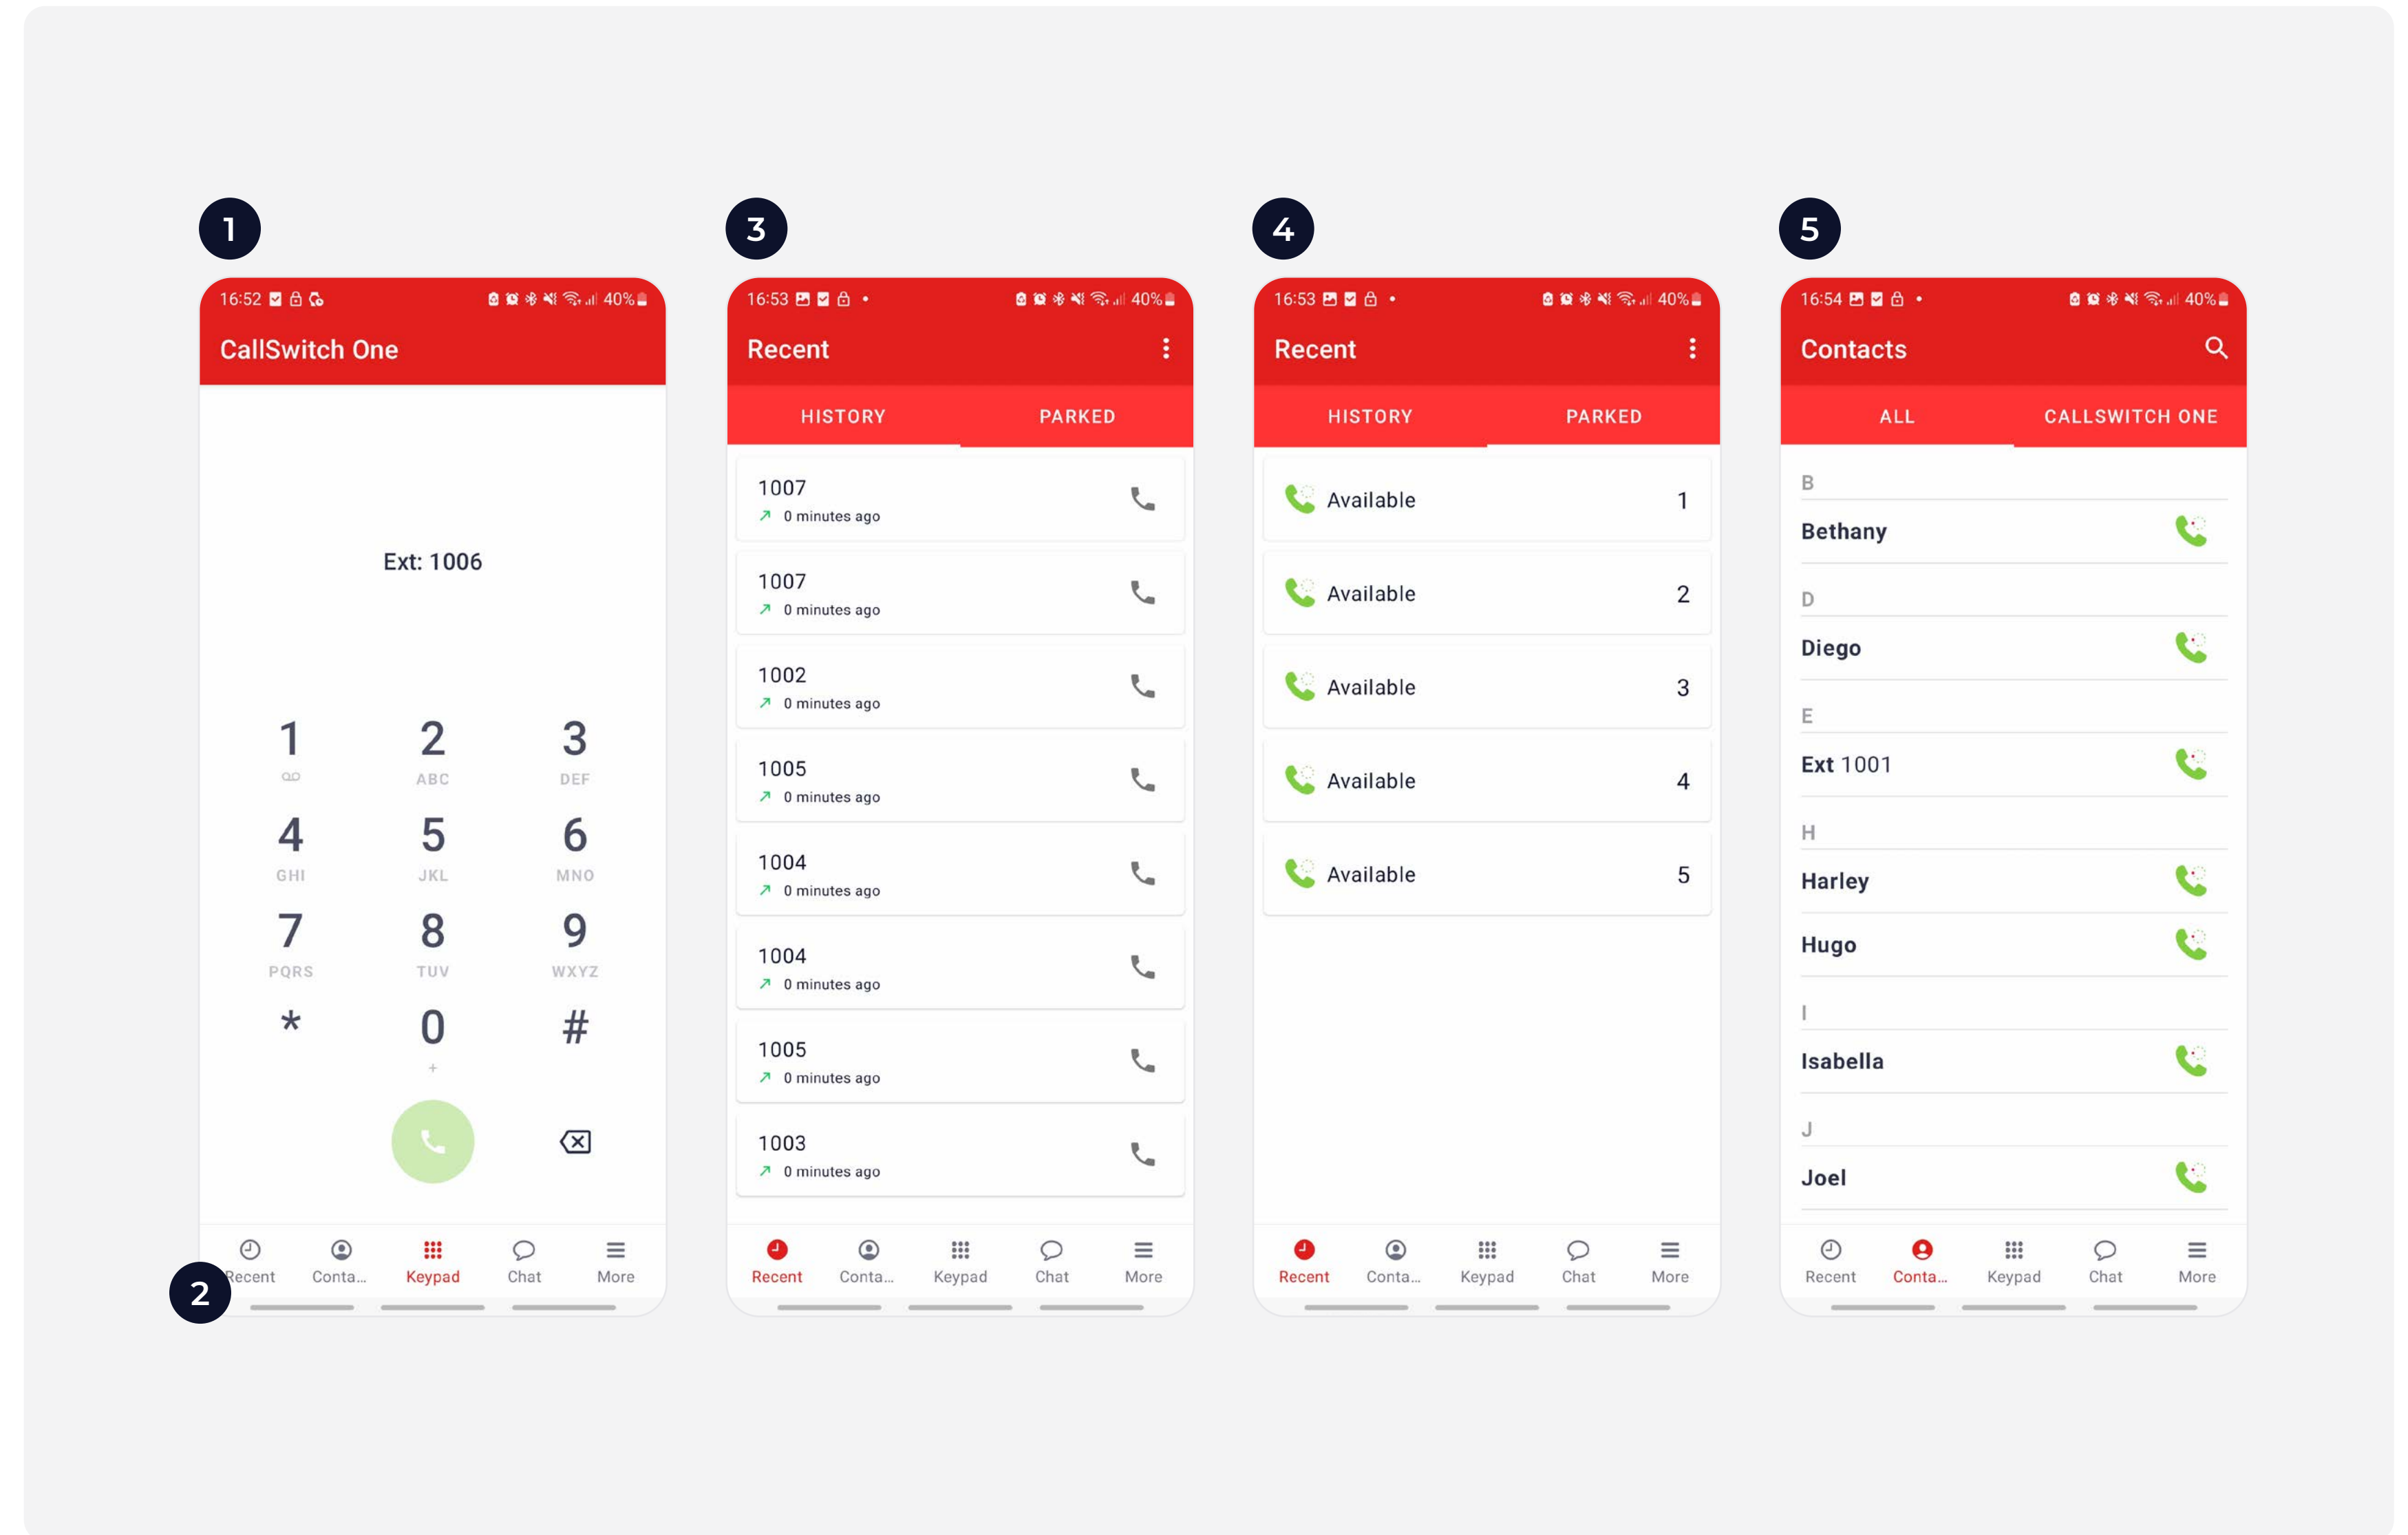 1
16:52 40%
CallSwitch One
Ext: 1006
1 2 3
ABC DEF
4 5 6
GHI JKL MNO
7 8 9
PQRS TUV WXYZ
* 0 #
+
Recent Conta... Keypad Chat More
2
3
16:53 40%
Recent
HISTORY PARKED
1007
0 minutes ago
1007
0 minutes ago
1002
0 minutes ago
1005
0 minutes ago
1004
0 minutes ago
1004
0 minutes ago
1005
0 minutes ago
1003
0 minutes ago
Recent Conta... Keypad Chat More
4
16:53 40%
Recent
HISTORY PARKED
Available 1
Available 2
Available 3
Available 4
Available 5
Recent Conta... Keypad Chat More
5
16:54 40%
Contacts
ALL CALLSWITCH ONE
B
Bethany
D
Diego
E
Ext 1001
H
Harley
Hugo
I
Isabella
J
Joel
Recent Conta... Keypad Chat More